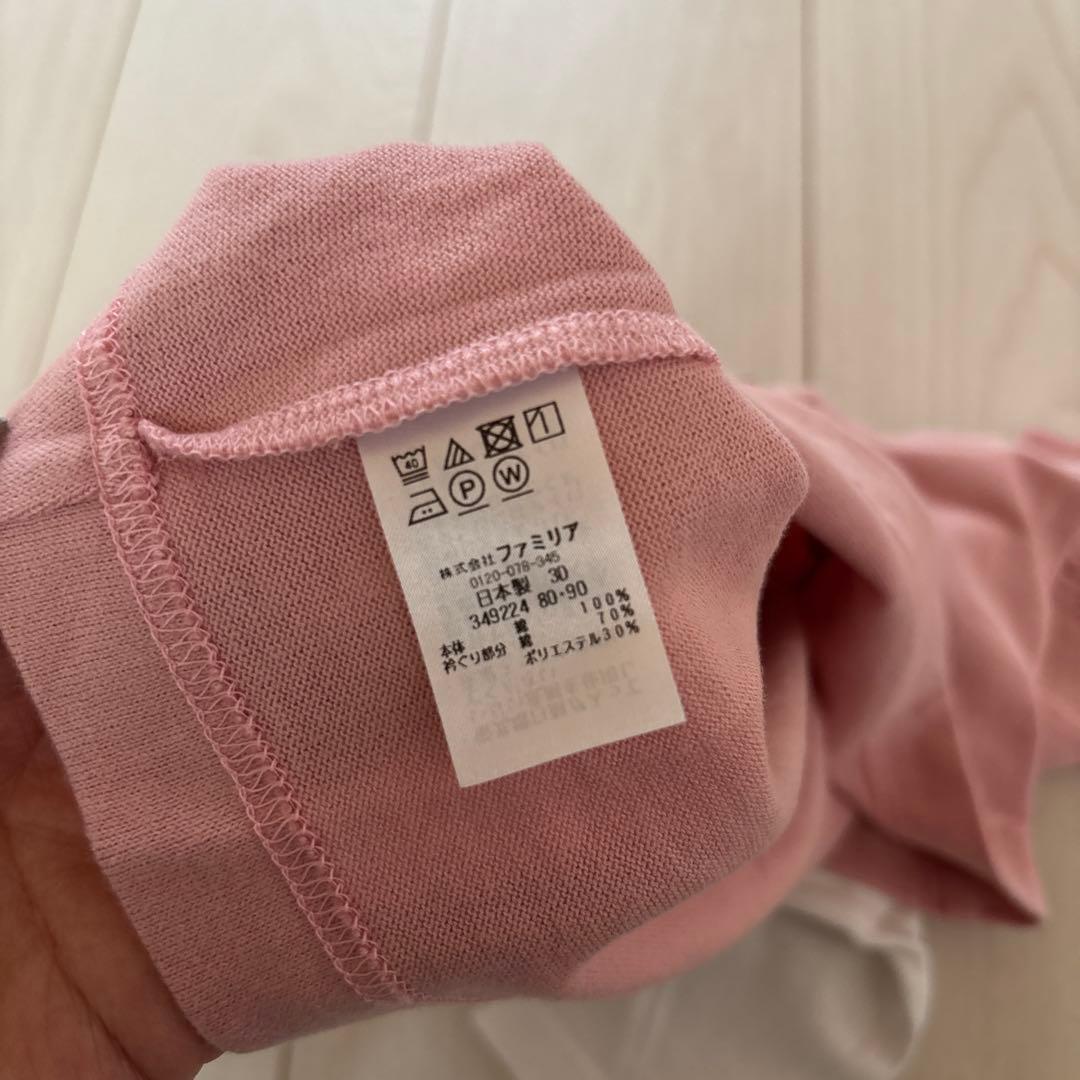 40
P W
株式会社 ファミリア
0120-078-345
日本製 30
349224 80・90
本体 綿 100%
衿ぐり部分 綿 70%
ポリエステル30%